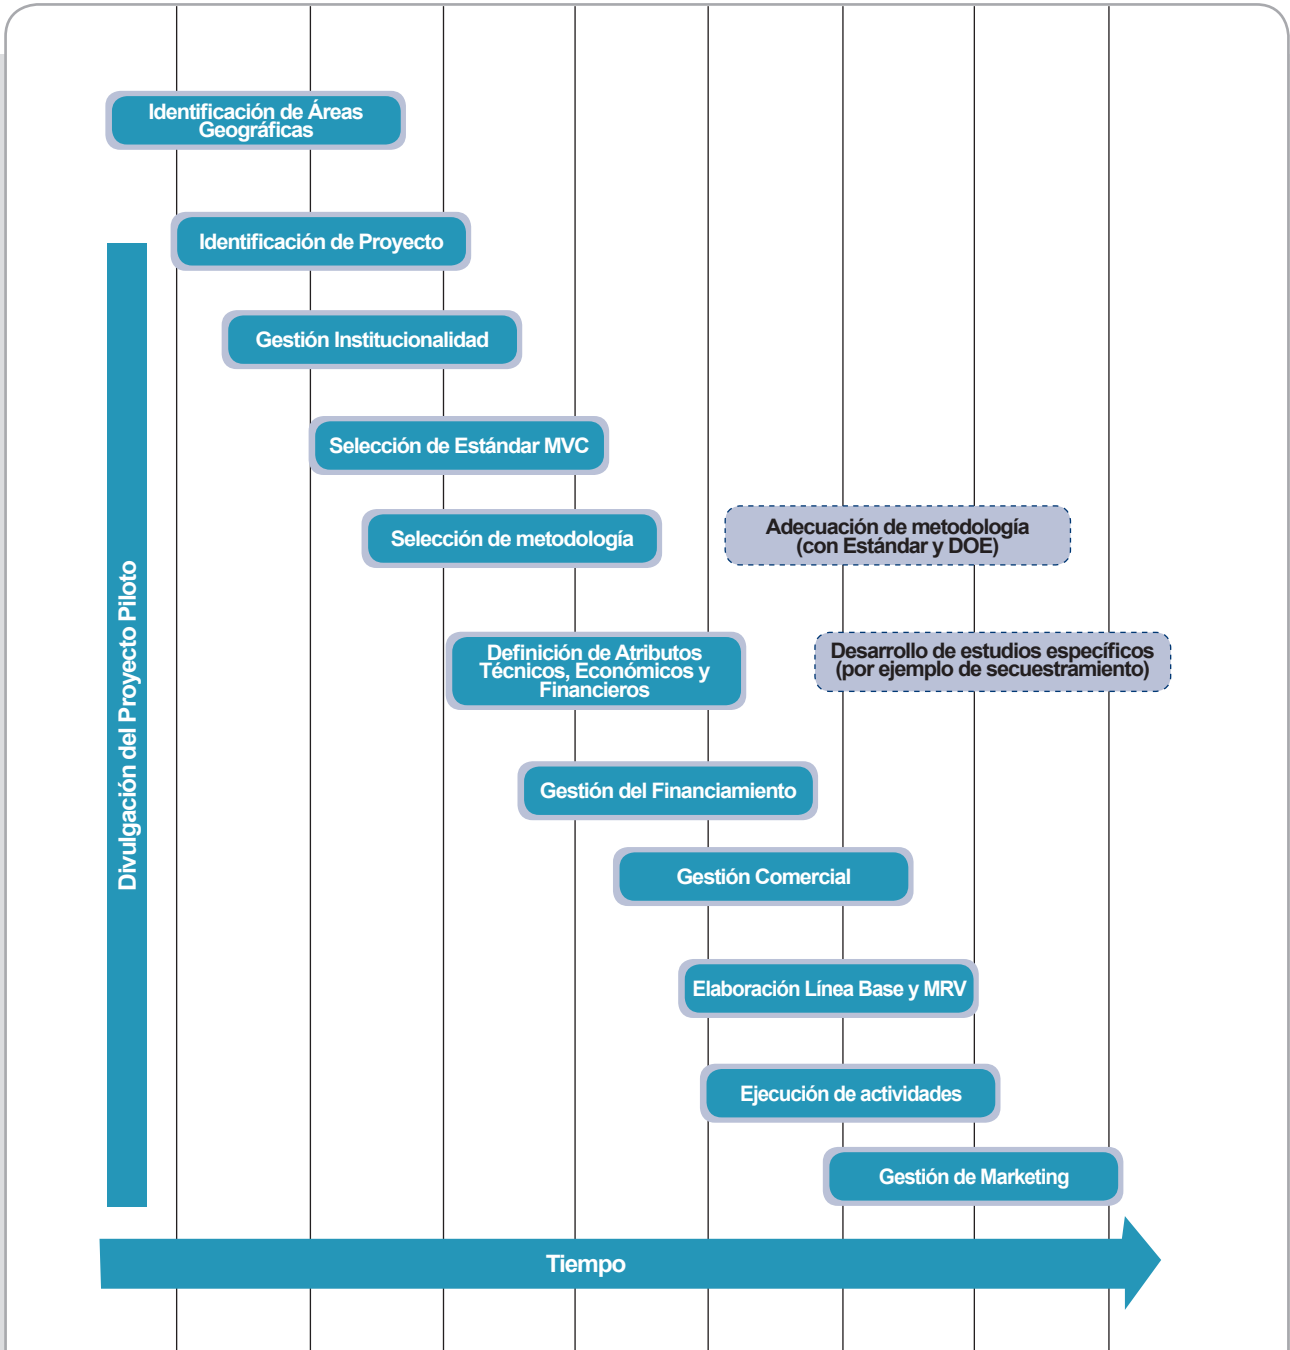 Identificación de Áreas
Geográficas
Identificación de Proyecto
Gestión Institucionalidad
Selección de Estándar MVC
Selección de metodología
Adecuación de metodología
(con Estándar y DOE)
Definición de Atributos
Técnicos, Económicos y
Financieros
Desarrollo de estudios específicos
(por ejemplo de secuestramiento)
Gestión del Financiamiento
Gestión Comercial
Elaboración Línea Base y MRV
Ejecución de actividades
Gestión de Marketing
Divulgación del Proyecto Piloto
Tiempo